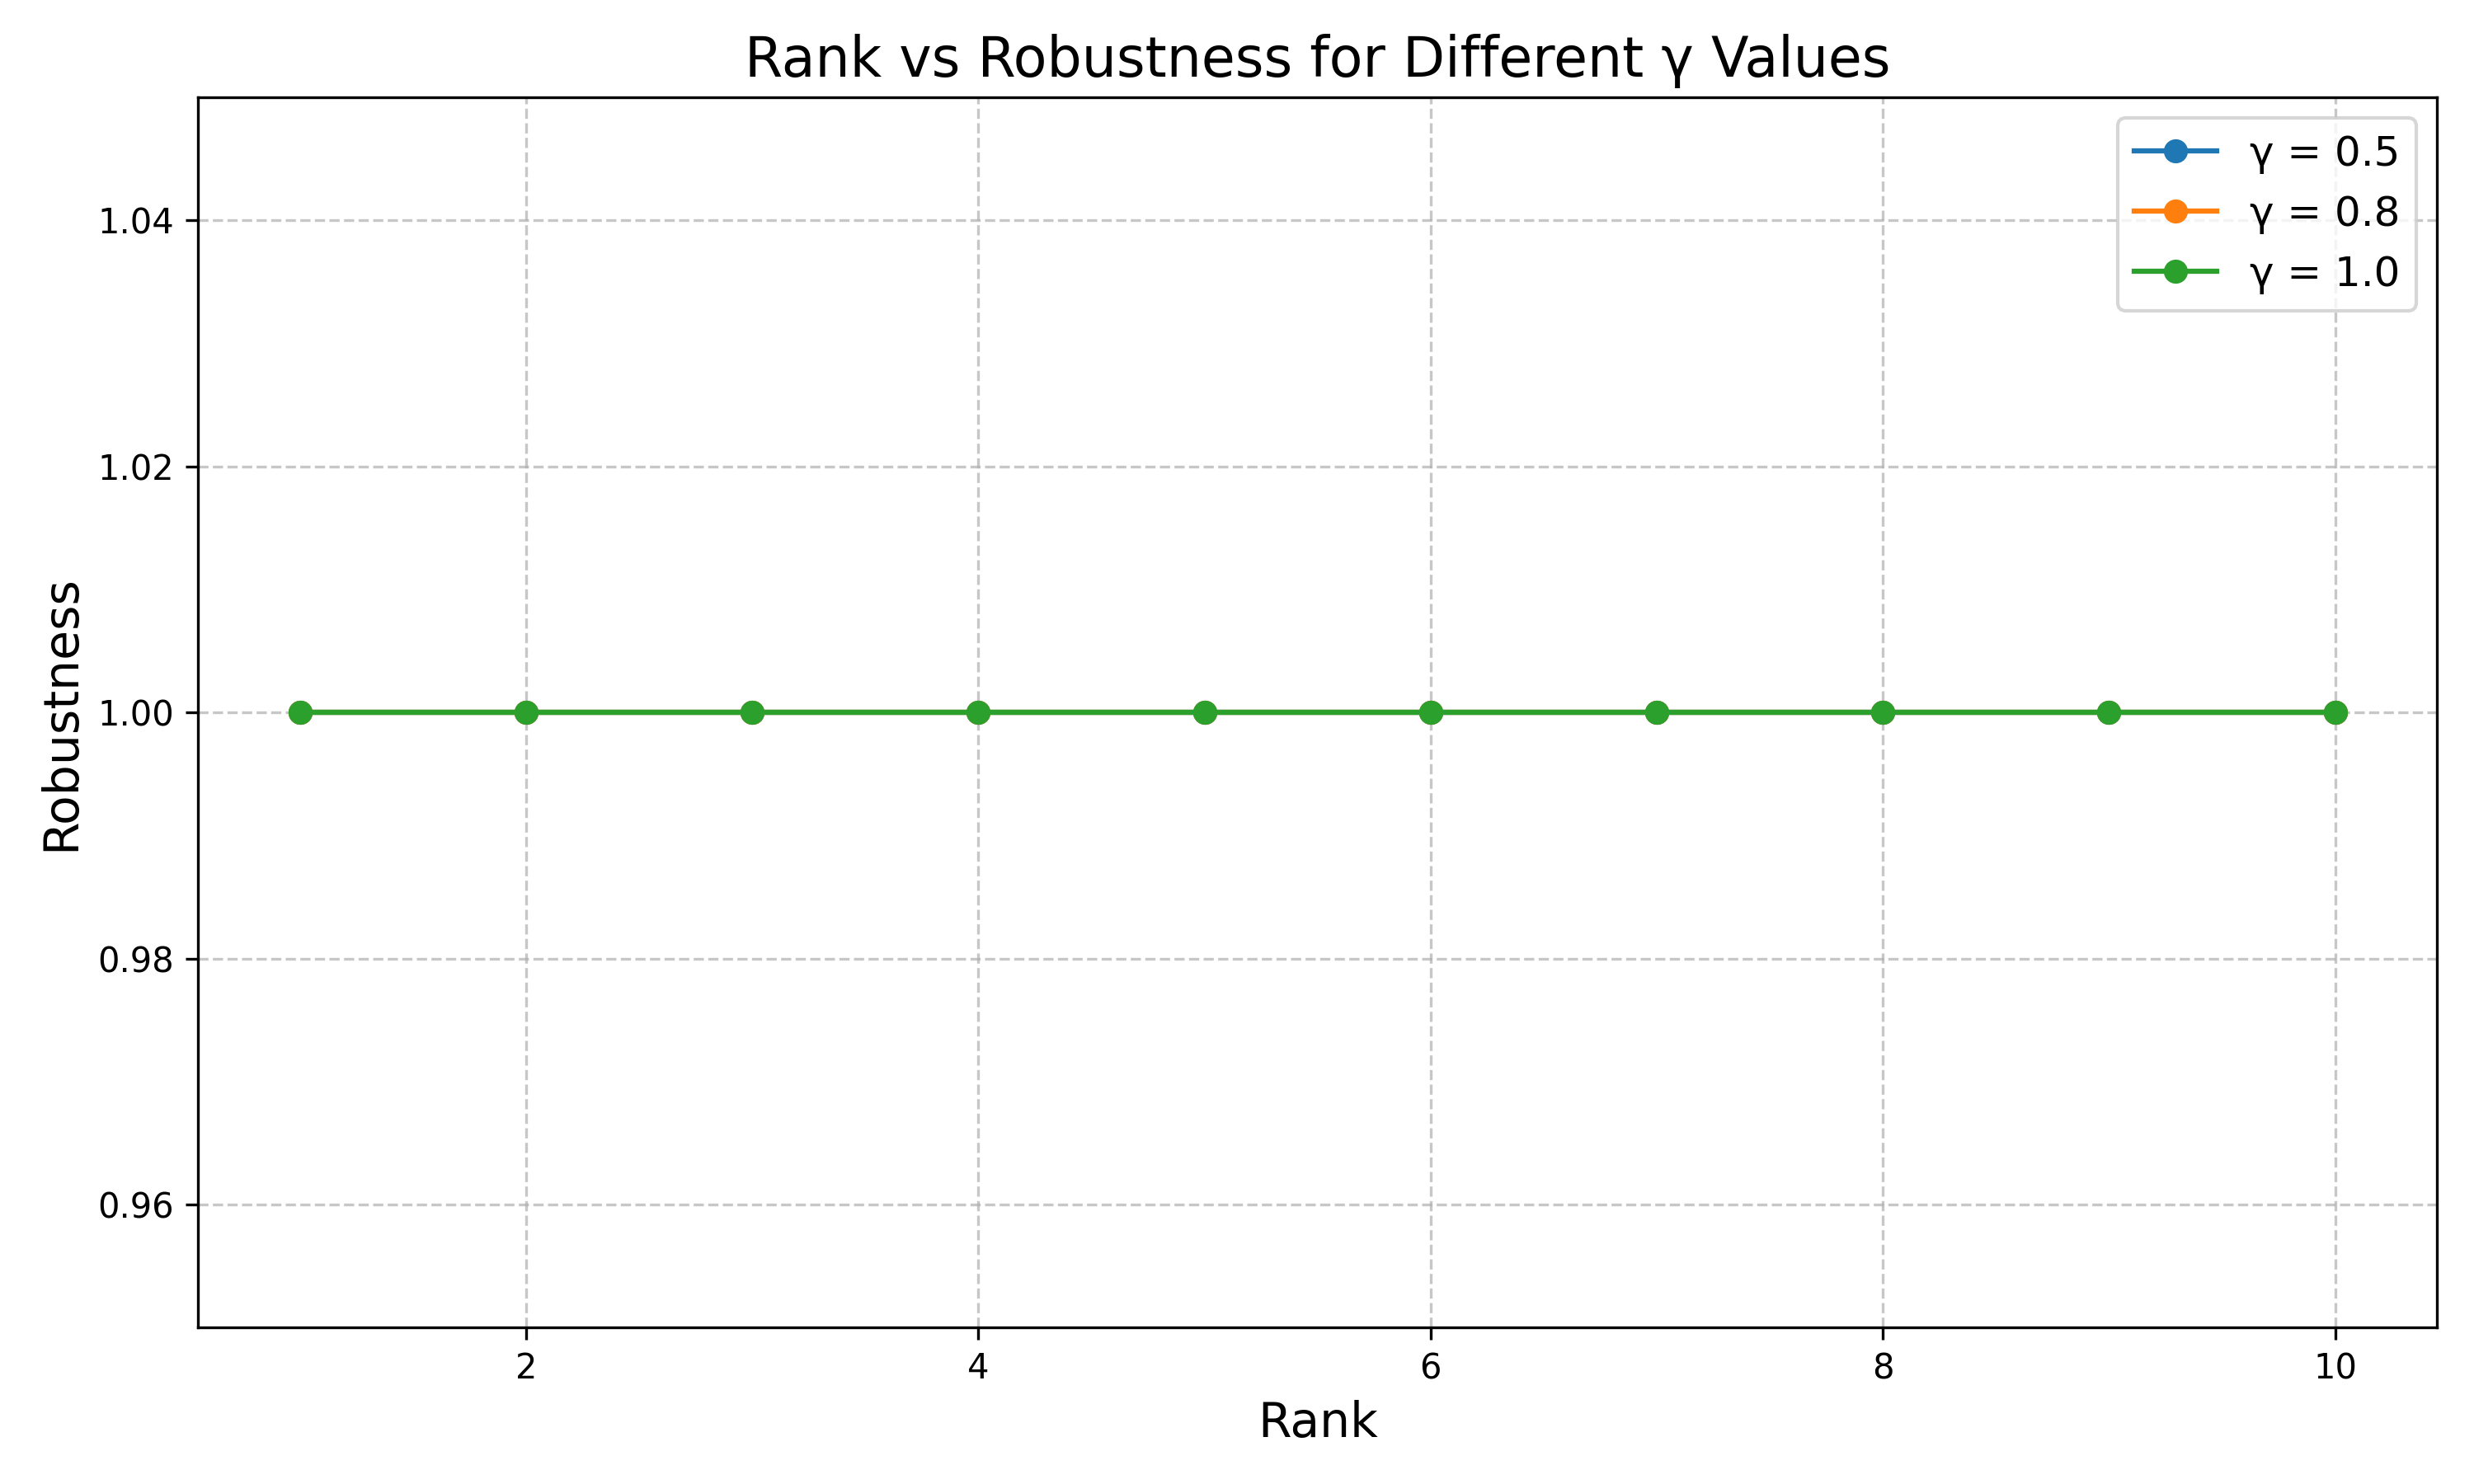 Rank vs Robustness for Different γ Values
γ = 0.5
γ = 0.8
γ = 1.0
1.04
1.02
1.00
0.98
0.96
Robustness
2 4 6 8 10
Rank